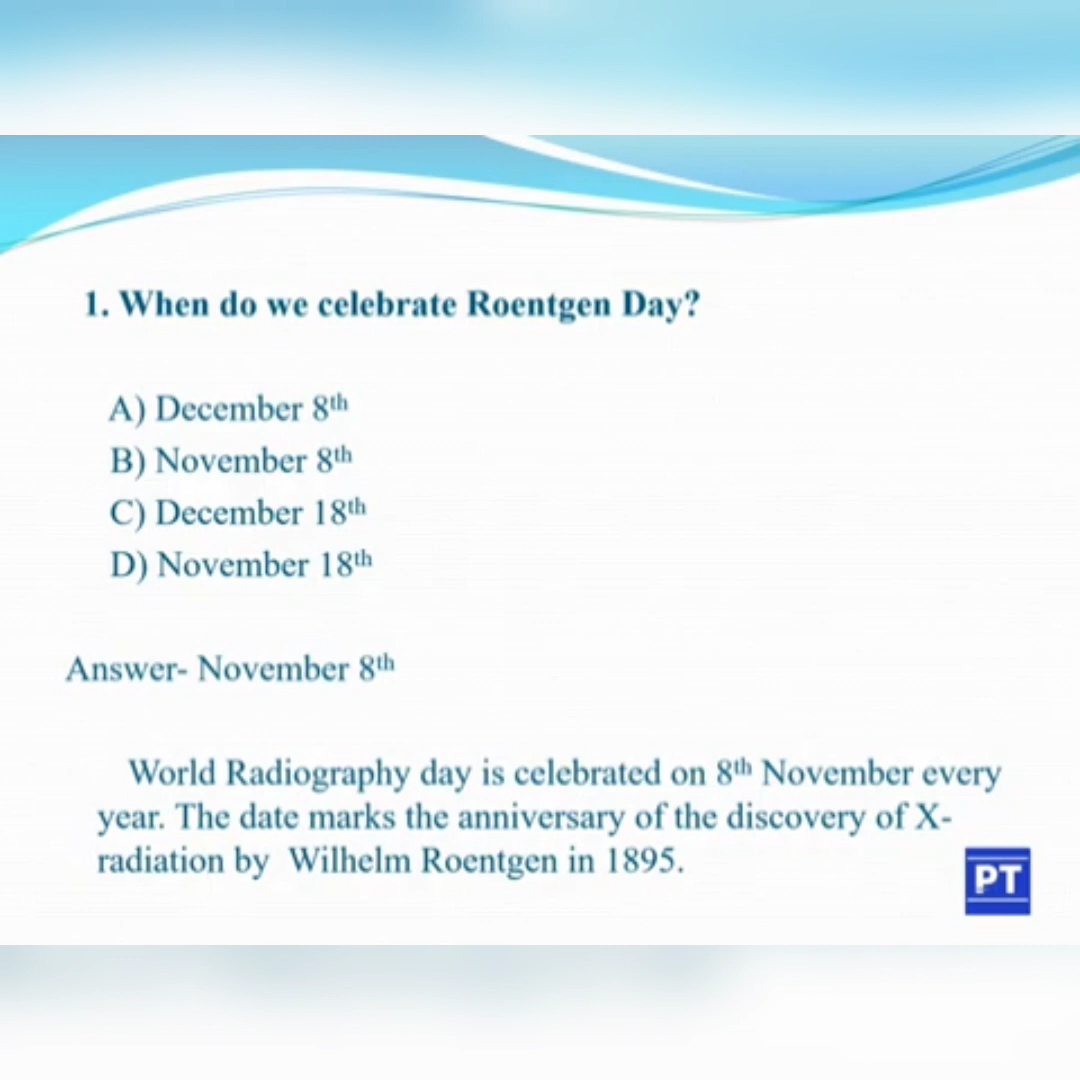 1. When do we celebrate Roentgen Day?
A) December 8th
B) November 8th
C) December 18th
D) November 18th
Answer- November 8th
World Radiography day is celebrated on 8th November every
year. The date marks the anniversary of the discovery of X-
radiation by Wilhelm Roentgen in 1895.
PT